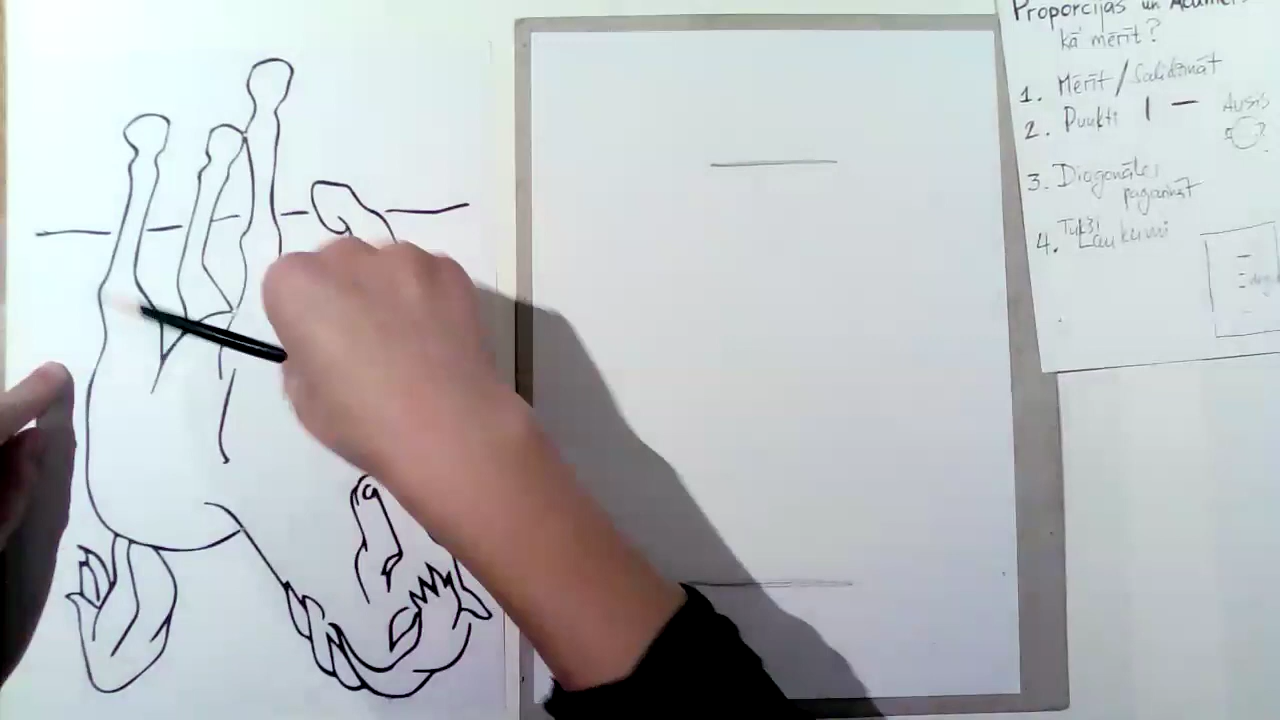 Proporcijas un
kā mērīt?
1. Mērīt / Salīdzināt
2. Punkti | —
Ausis
?
3. Diagonāles
pagarināt
4. Tukši
Laukumi